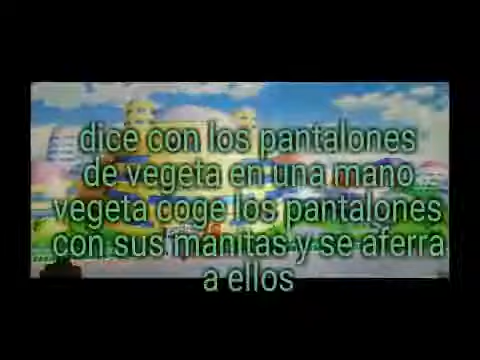 dice con los pantalones
de vegeta en una mano
vegeta coge los pantalones
con sus manitas y se aferra
a ellos